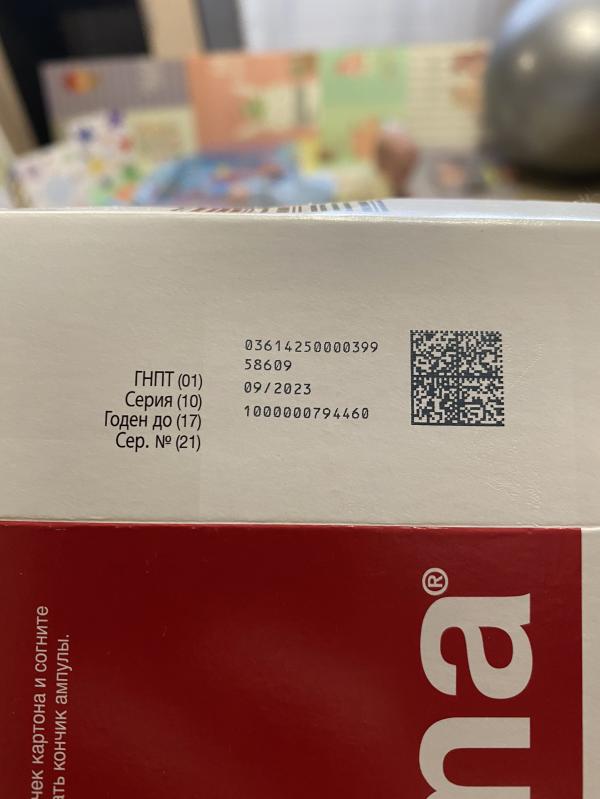 ГНПТ (01) 03614250000399
Серия (10) 58609
Годен до (17) 09/2023
Сер. № (21) 1000000794460
чек картона и согните
ать кончик ампулы.
na®